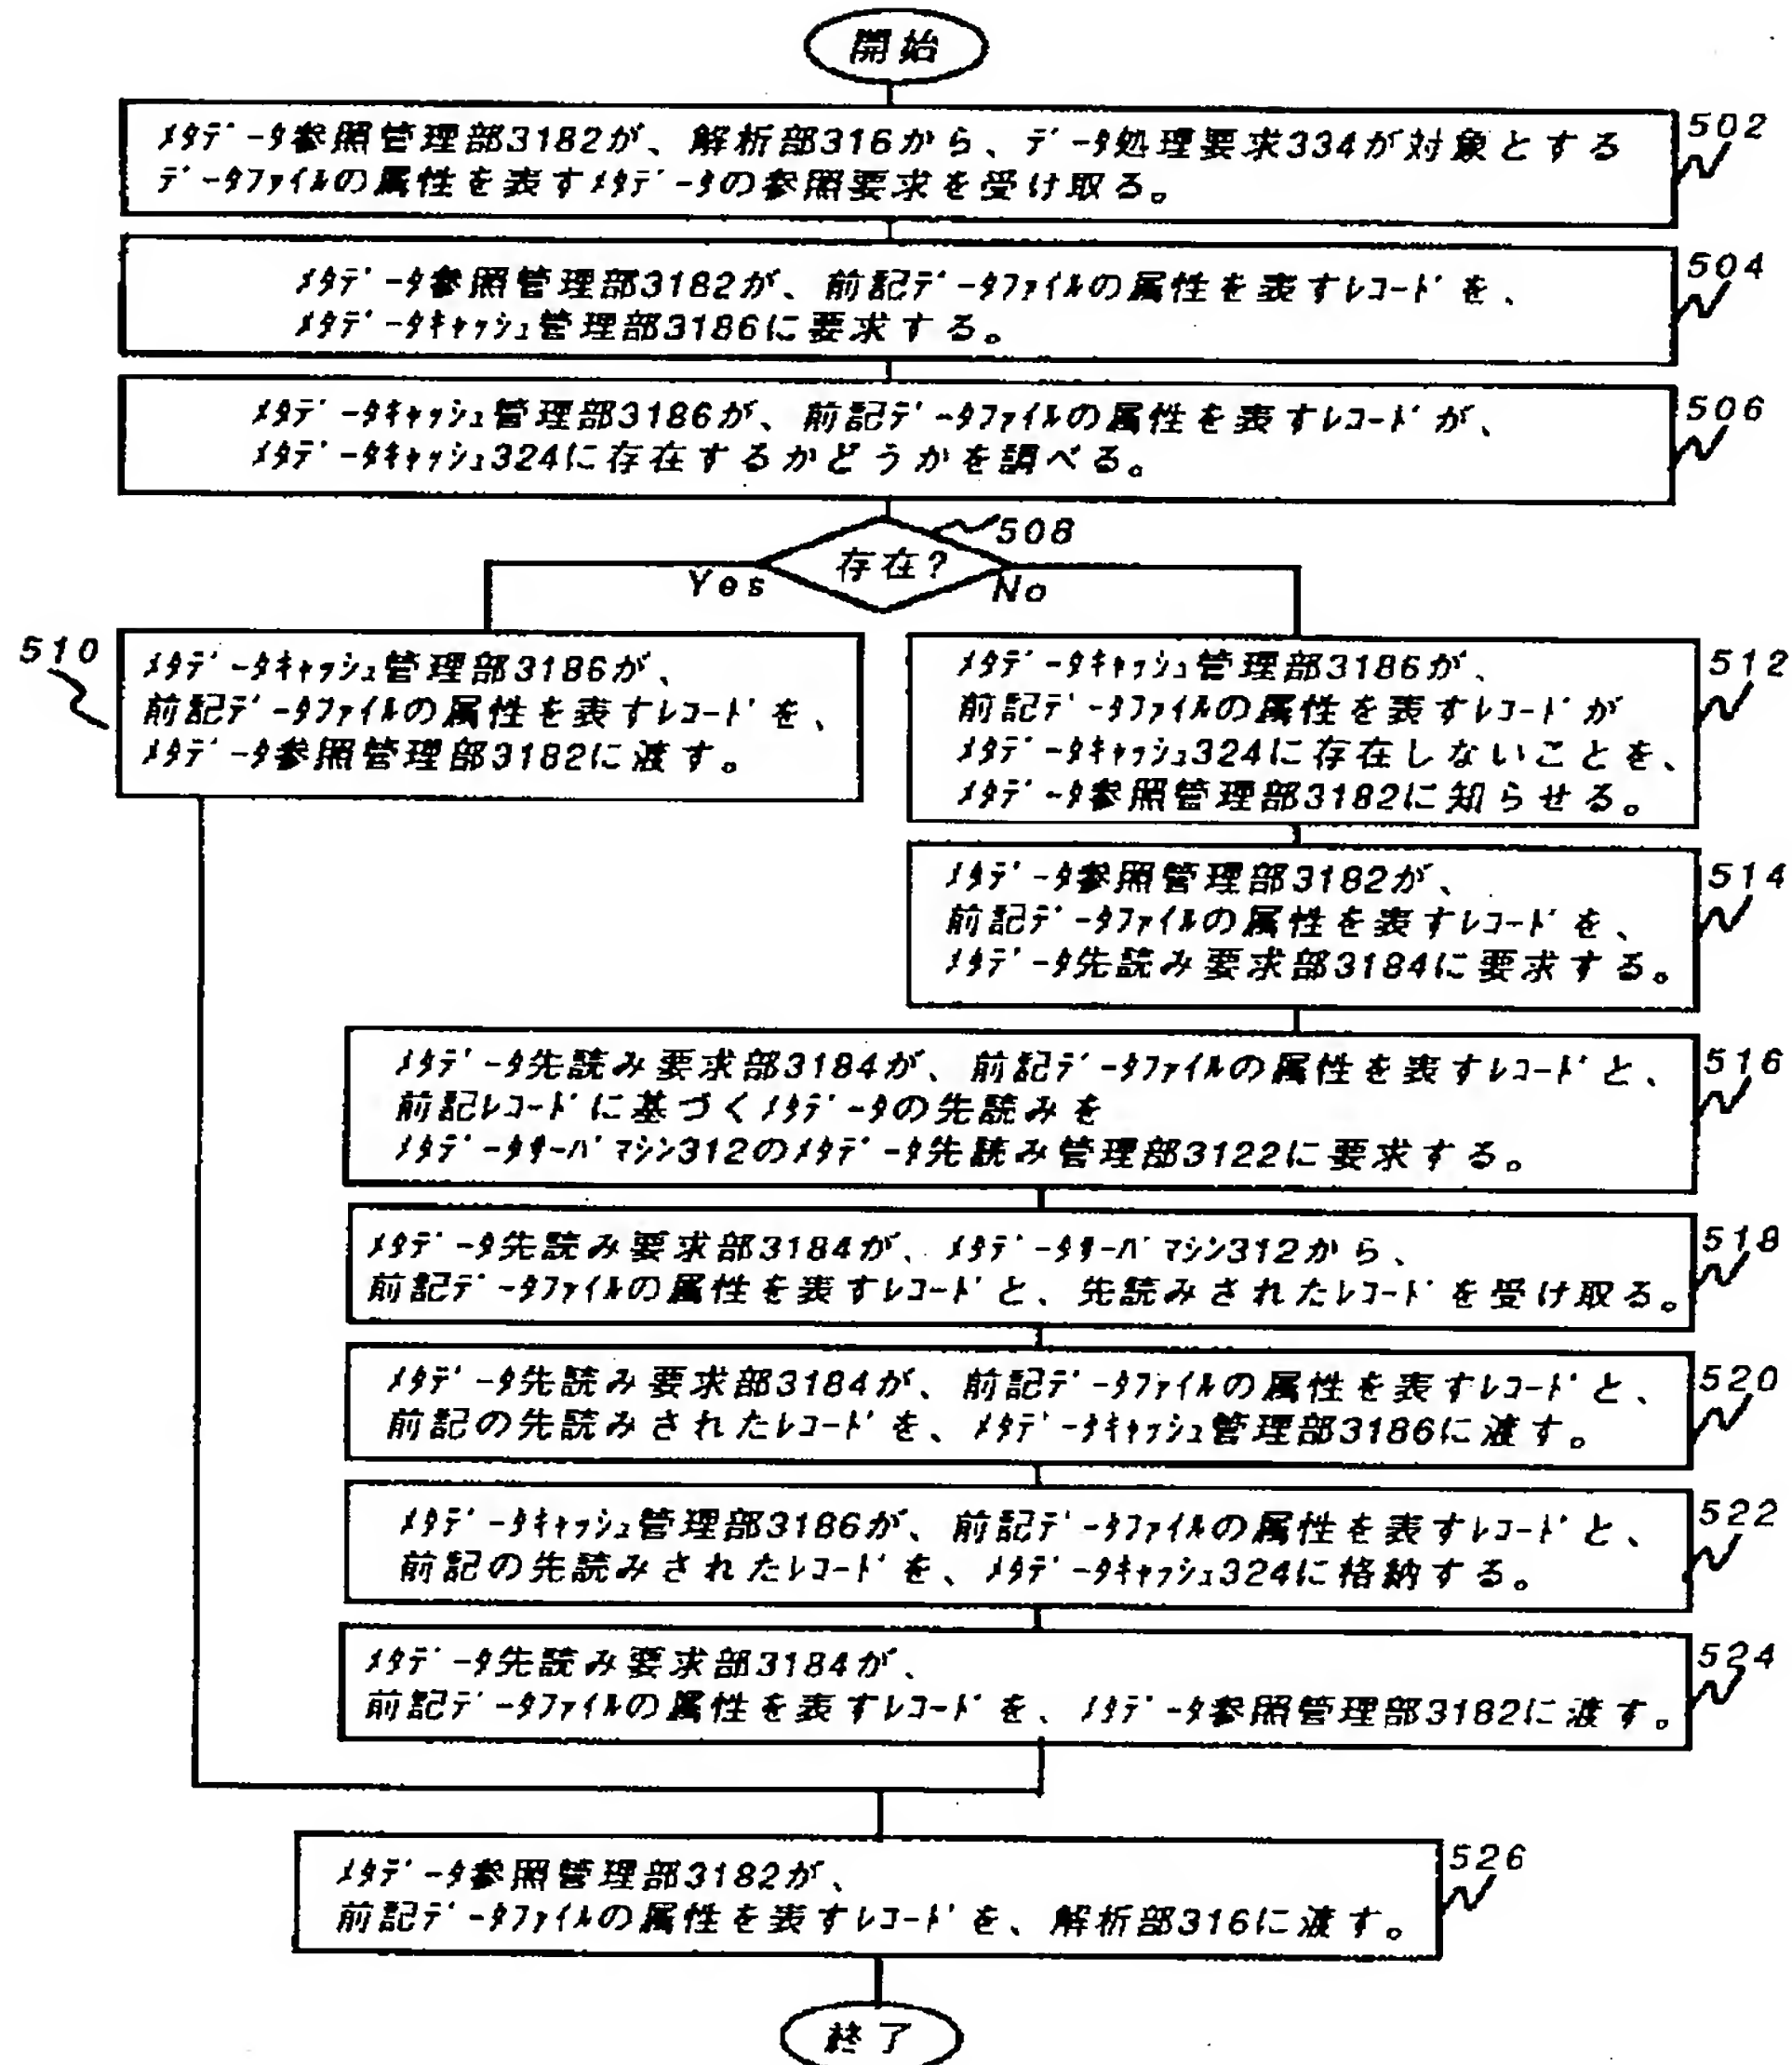 開始
ﾒﾀﾃﾞｰﾀ参照管理部3182が、解析部316から、ﾃﾞｰﾀ処理要求334が対象とする
ﾃﾞｰﾀﾌｧｲﾙの属性を表すﾒﾀﾃﾞｰﾀの参照要求を受け取る。
502
ﾒﾀﾃﾞｰﾀ参照管理部3182が、前記ﾃﾞｰﾀﾌｧｲﾙの属性を表すﾚｺｰﾄﾞを、
ﾒﾀﾃﾞｰﾀｷｬｯｼｭ管理部3186に要求する。
504
ﾒﾀﾃﾞｰﾀｷｬｯｼｭ管理部3186が、前記ﾃﾞｰﾀﾌｧｲﾙの属性を表すﾚｺｰﾄﾞが、
ﾒﾀﾃﾞｰﾀｷｬｯｼｭ324に存在するかどうかを調べる。
506
508
存在?
Yes
No
510
ﾒﾀﾃﾞｰﾀｷｬｯｼｭ管理部3186が、
前記ﾃﾞｰﾀﾌｧｲﾙの属性を表すﾚｺｰﾄﾞを、
ﾒﾀﾃﾞｰﾀ参照管理部3182に渡す。
ﾒﾀﾃﾞｰﾀｷｬｯｼｭ管理部3186が、
前記ﾃﾞｰﾀﾌｧｲﾙの属性を表すﾚｺｰﾄﾞが
ﾒﾀﾃﾞｰﾀｷｬｯｼｭ324に存在しないことを、
ﾒﾀﾃﾞｰﾀ参照管理部3182に知らせる。
512
ﾒﾀﾃﾞｰﾀ参照管理部3182が、
前記ﾃﾞｰﾀﾌｧｲﾙの属性を表すﾚｺｰﾄﾞを、
ﾒﾀﾃﾞｰﾀ先読み要求部3184に要求する。
514
ﾒﾀﾃﾞｰﾀ先読み要求部3184が、前記ﾃﾞｰﾀﾌｧｲﾙの属性を表すﾚｺｰﾄﾞと、
前記ﾚｺｰﾄﾞに基づくﾒﾀﾃﾞｰﾀの先読みを
ﾒﾀﾃﾞｰﾀｻｰﾊﾞﾏｼﾝ312のﾒﾀﾃﾞｰﾀ先読み管理部3122に要求する。
516
ﾒﾀﾃﾞｰﾀ先読み要求部3184が、ﾒﾀﾃﾞｰﾀｻｰﾊﾞﾏｼﾝ312から、
前記ﾃﾞｰﾀﾌｧｲﾙの属性を表すﾚｺｰﾄﾞと、先読みされたﾚｺｰﾄﾞを受け取る。
518
ﾒﾀﾃﾞｰﾀ先読み要求部3184が、前記ﾃﾞｰﾀﾌｧｲﾙの属性を表すﾚｺｰﾄﾞと、
前記の先読みされたﾚｺｰﾄﾞを、ﾒﾀﾃﾞｰﾀｷｬｯｼｭ管理部3186に渡す。
520
ﾒﾀﾃﾞｰﾀｷｬｯｼｭ管理部3186が、前記ﾃﾞｰﾀﾌｧｲﾙの属性を表すﾚｺｰﾄﾞと、
前記の先読みされたﾚｺｰﾄﾞを、ﾒﾀﾃﾞｰﾀｷｬｯｼｭ324に格納する。
522
ﾒﾀﾃﾞｰﾀ先読み要求部3184が、
前記ﾃﾞｰﾀﾌｧｲﾙの属性を表すﾚｺｰﾄﾞを、ﾒﾀﾃﾞｰﾀ参照管理部3182に渡す。
524
ﾒﾀﾃﾞｰﾀ参照管理部3182が、
前記ﾃﾞｰﾀﾌｧｲﾙの属性を表すﾚｺｰﾄﾞを、解析部316に渡す。
526
終了